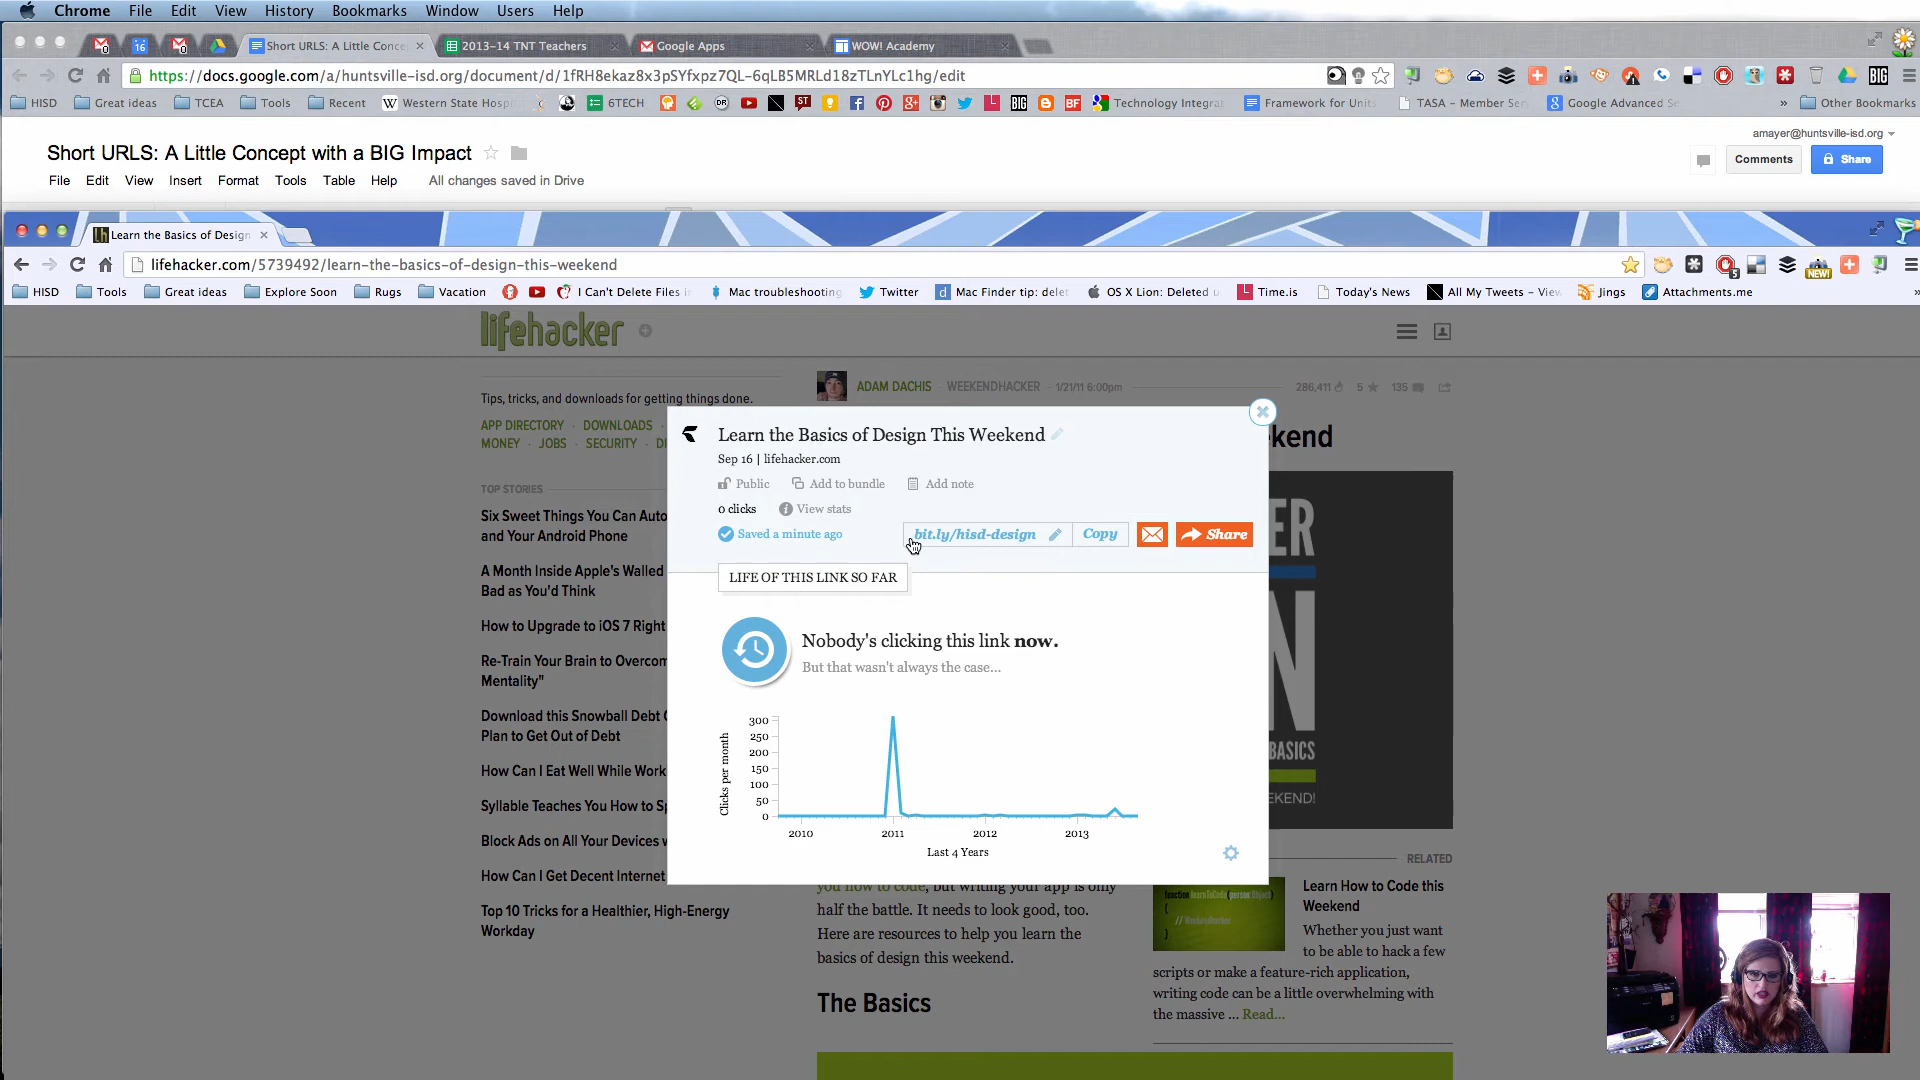 Chrome File Edit View History Bookmarks Window Users Help
Short URLS: A Little Conce
2013-14 TNT Teachers
Google Apps
WOW! Academy
https://docs.google.com/a/huntsville-isd.org/document/d/1fRH8ekaz8x3pSYfxpz7QL-6qLB5MRLd18zTLnYLc1hg/edit
HISD Great ideas TCEA Tools Recent Western State Hosp 6TECH Technology Integrat Framework for Units TASA - Member Ser Google Advanced Se » Other Bookmarks
amayer@huntsville-isd.org
Short URLS: A Little Concept with a BIG Impact
Comments
Share
File Edit View Insert Format Tools Table Help All changes saved in Drive
Learn the Basics of Design
lifehacker.com/5739492/learn-the-basics-of-design-this-weekend
HISD Tools Great ideas Explore Soon Rugs Vacation I Can't Delete Files i Mac troubleshooting Twitter Mac Finder tip: delet OS X Lion: Deleted u Time.is Today's News All My Tweets - View Jings Attachments.me »
lifehacker
Tips, tricks, and downloads for getting things done.
APP DIRECTORY · DOWNLOADS ·
MONEY · JOBS · SECURITY · DI
TOP STORIES
Six Sweet Things You Can Auto
and Your Android Phone
A Month Inside Apple's Walled
Bad as You'd Think
How to Upgrade to iOS 7 Right
Re-Train Your Brain to Overcom
Mentality"
Download this Snowball Debt C
Plan to Get Out of Debt
How Can I Eat Well While Work
Syllable Teaches You How to Sp
Block Ads on All Your Devices w
How Can I Get Decent Internet
Top 10 Tricks for a Healthier, High-Energy
Workday
ADAM DACHIS WEEKENDHACKER 1/21/11 6:00pm 286,411 5 135
kend
Learn the Basics of Design This Weekend
Sep 16 | lifehacker.com
Public Add to bundle Add note
0 clicks View stats
Saved a minute ago
bit.ly/hisd-design
Copy
Share
LIFE OF THIS LINK SO FAR
Nobody's clicking this link now.
But that wasn't always the case...
Clicks per month
300
250
200
150
100
50
0
2010 2011 2012 2013
Last 4 Years
BASICS
EKEND!
you how to code, but writing your app is only
half the battle. It needs to look good, too.
Here are resources to help you learn the
basics of design this weekend.
The Basics
RELATED
Learn How to Code this
Weekend
Whether you just want
to be able to hack a few
scripts or make a feature-rich application,
writing code can be a little overwhelming with
the massive ... Read...